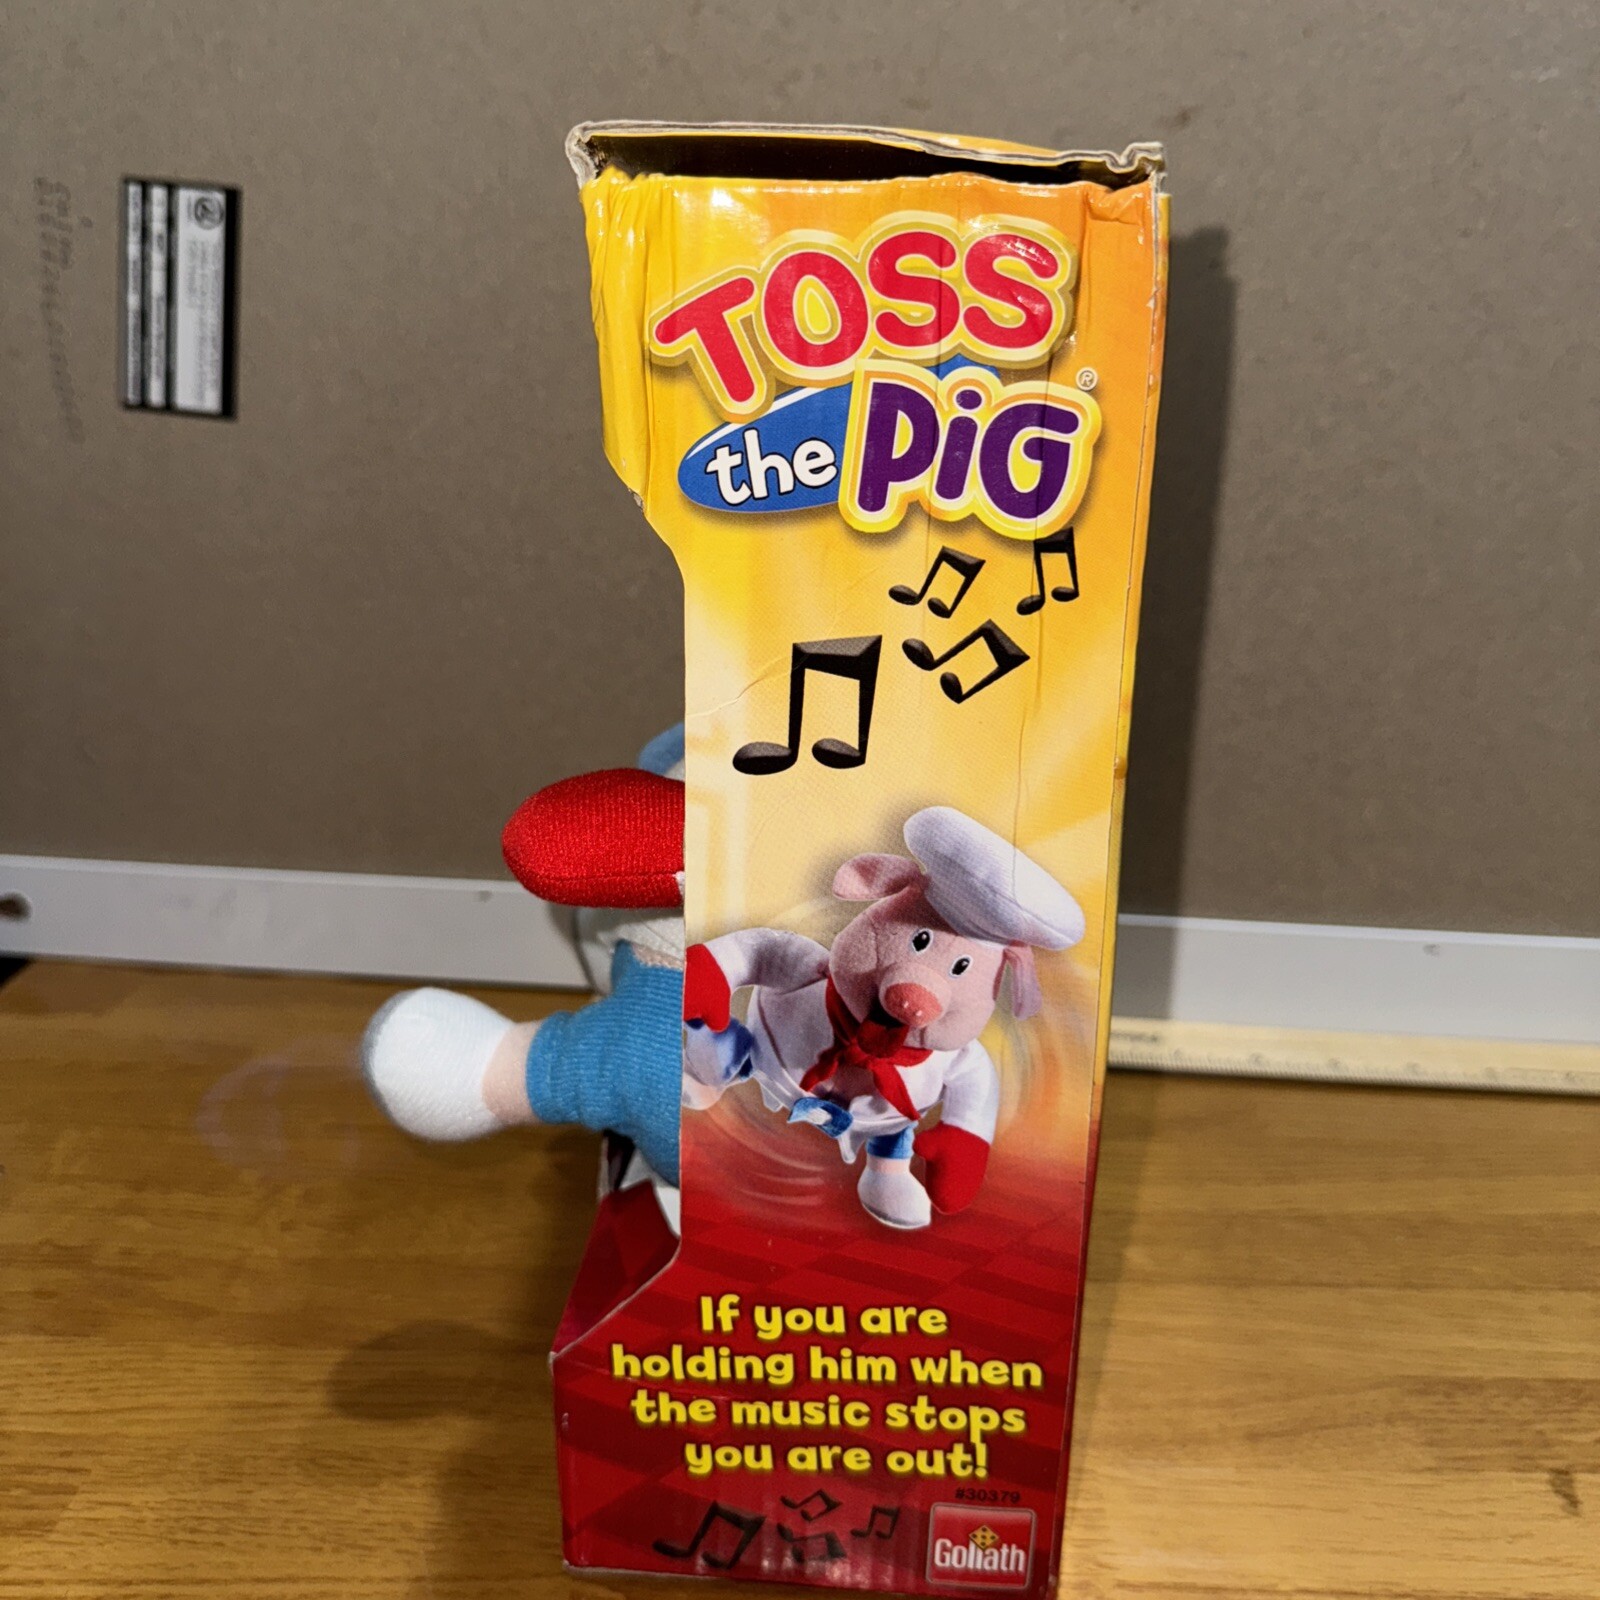 TOSS
the PiG®
If you are
holding him when
the music stops
you are out!
#30379
Goliath